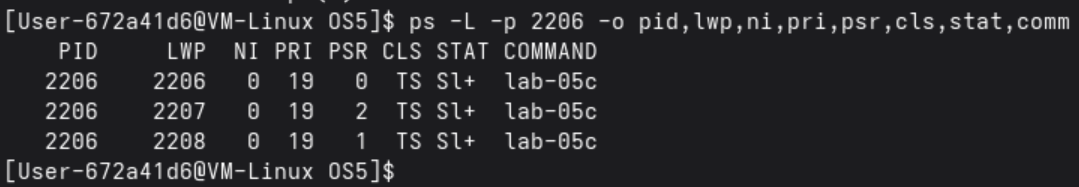 [User-672a41d6@VM-Linux OS5]$ ps -L -p 2206 -o pid,lwp,ni,pri,psr,cls,stat,comm
PID LWP NI PRI PSR CLS STAT COMMAND
2206 2206 0 19 0 TS Sl+ lab-05c
2206 2207 0 19 2 TS Sl+ lab-05c
2206 2208 0 19 1 TS Sl+ lab-05c
[User-672a41d6@VM-Linux OS5]$